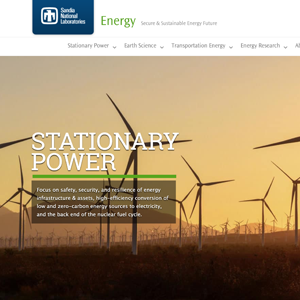 Sandia
National
Laboratories
Energy Secure & Sustainable Energy Future
Stationary Power Earth Science Transportation Energy Energy Research
STATIONARY
POWER
Focus on safety, security, and resilience of energy
infrastructure & assets, high-efficiency conversion of
low and zero-carbon energy sources to electricity,
and the back end of the nuclear fuel cycle.